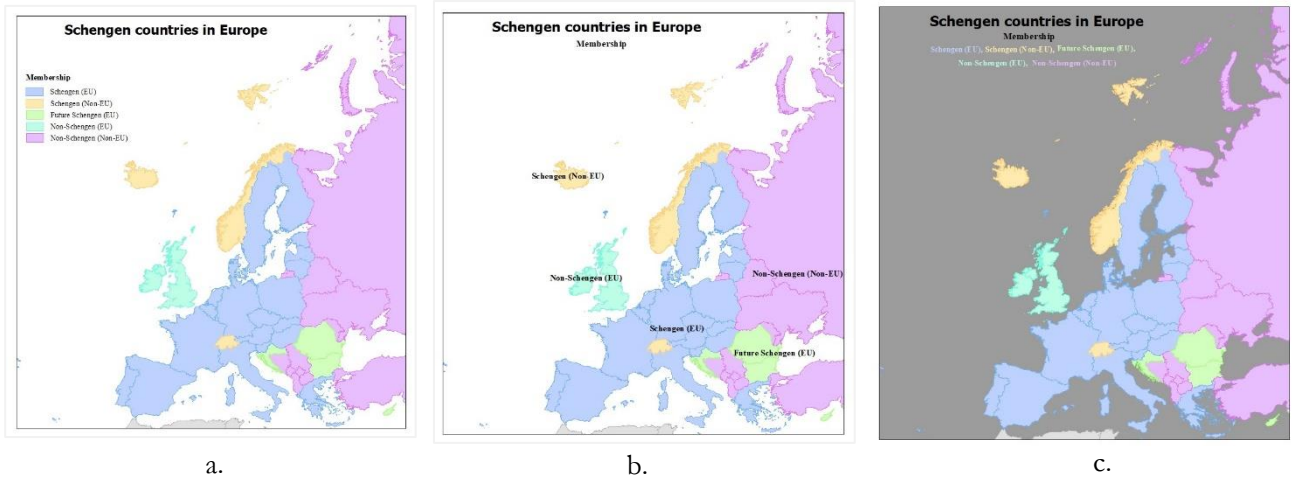 Schengen countries in Europe
Membership
Schengen (EU)
Schengen (Non-EU)
Future Schengen (EU)
Non-Schengen (EU)
Non-Schengen (Non-EU)
a.
Schengen countries in Europe
Membership
Schengen (Non-EU)
Non-Schengen (EU)
Non-Schengen (Non-EU)
Schengen (EU)
Future Schengen (EU)
b.
Schengen countries in Europe
Membership
Schengen (EU), Schengen (Non-EU), Future Schengen (EU),
Non Schengen (EU), Non Schengen (Non-EU)
c.